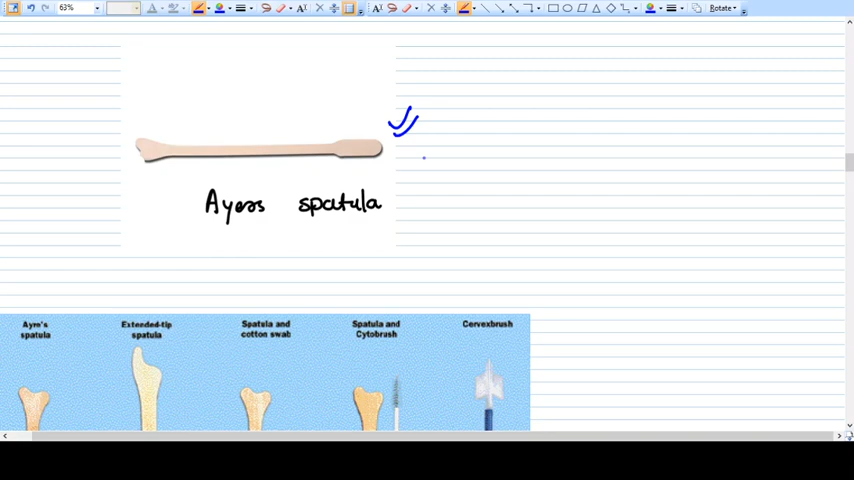 63%
Rotate
Ayers spatula
Ayre's spatula
Extended-tip spatula
Spatula and cotton swab
Spatula and Cytobrush
Cervexbrush